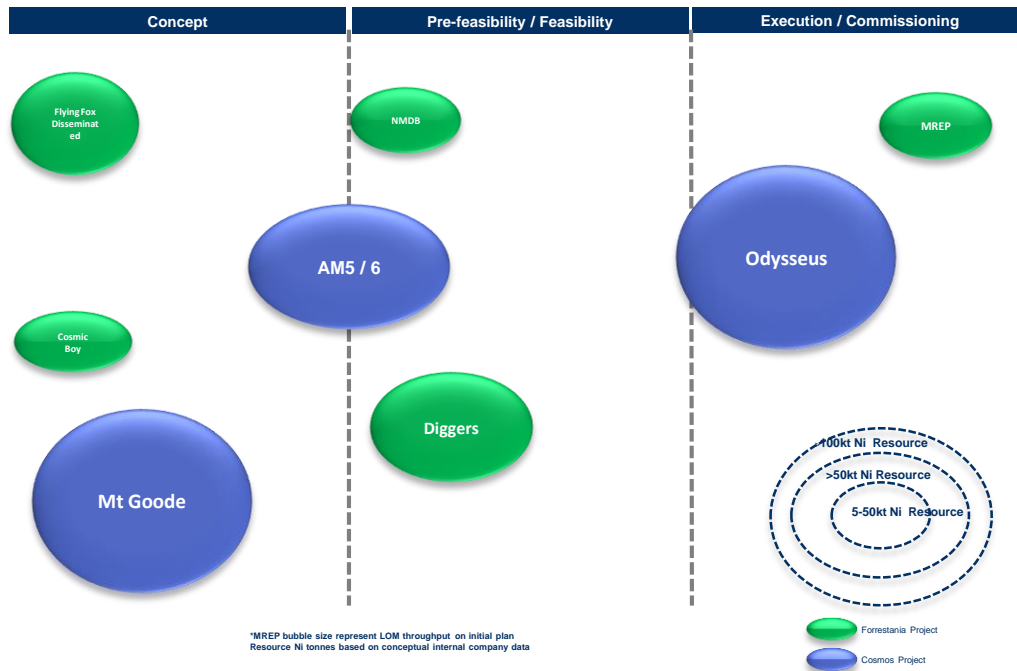 Concept
Pre-feasibility / Feasibility
Execution / Commissioning
Flying Fox
Disseminat
ed
NMDB
MREP
AM5 / 6
Odysseus
Cosmic
Boy
Diggers
Mt Goode
100kt Ni Resource
>50kt Ni Resource
5-50kt Ni Resource
*MREP bubble size represent LOM throughput on initial plan
Resource Ni tonnes based on conceptual internal company data
Forrestania Project
Cosmos Project